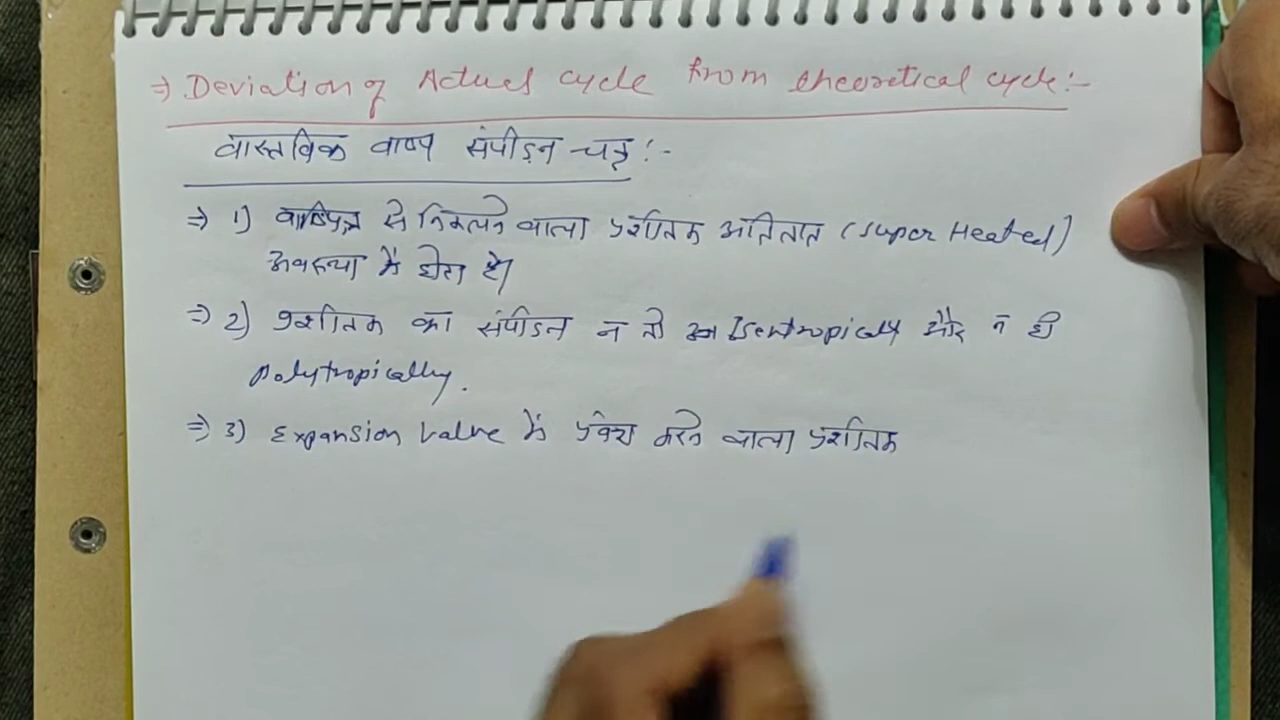 ⇒ Deviation of Actual cycle from theoretical cycle:-
वास्तविक वाष्प संपीड़न चक्र:-
⇒ 1) वाष्पित्र से निकलने वाला प्रशीतक अतितप्त (Super Heated)
अवस्था में होता है।
⇒ 2) प्रशीतक का संपीडन न तो Isentropically और न ही
polytropically.
⇒ 3) Expansion Valve में प्रवेश करने वाला प्रशीतक